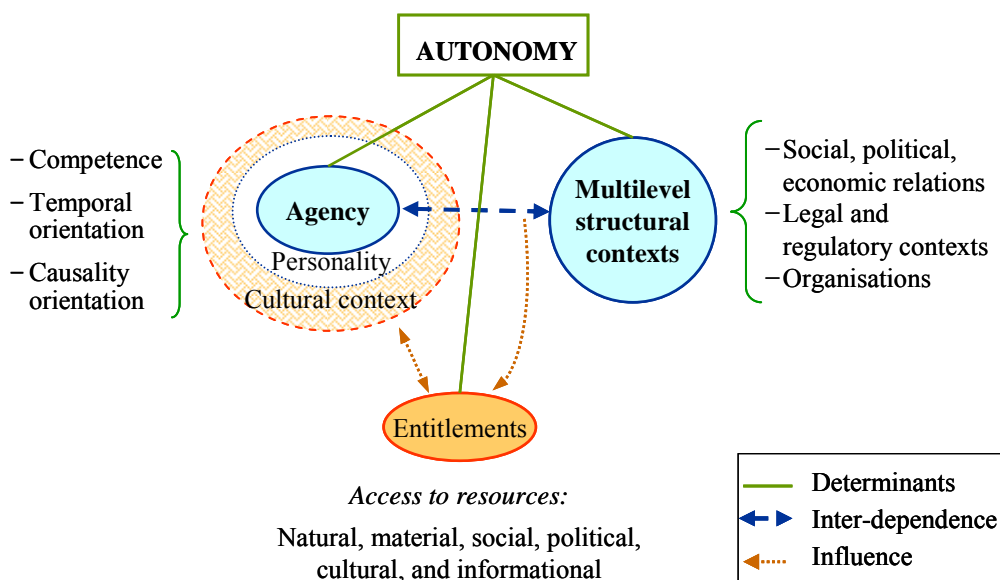 AUTONOMY
– Competence
– Temporal
orientation
– Causality
orientation
Agency
Personality
Cultural context
Multilevel
structural
contexts
– Social, political,
economic relations
– Legal and
regulatory contexts
– Organisations
Entitlements
Access to resources:
Natural, material, social, political,
cultural, and informational
Determinants
Inter-dependence
Influence